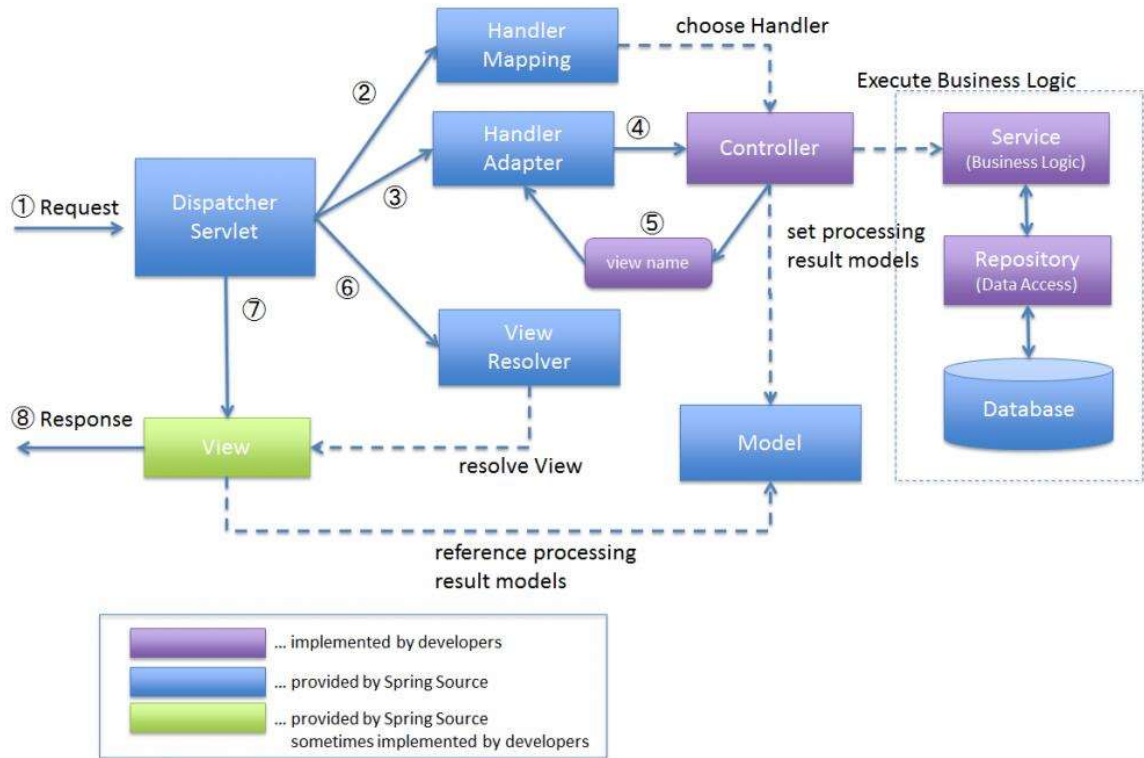 Handler
Mapping
choose Handler
②
Execute Business Logic
Handler
Adapter
④
Controller
Service
(Business Logic)
① Request
Dispatcher
Servlet
③
⑤
view name
set processing
result models
Repository
(Data Access)
⑥
⑦
View
Resolver
Database
⑧ Response
View
resolve View
Model
reference processing
result models
... implemented by developers
... provided by Spring Source
... provided by Spring Source
sometimes implemented by developers